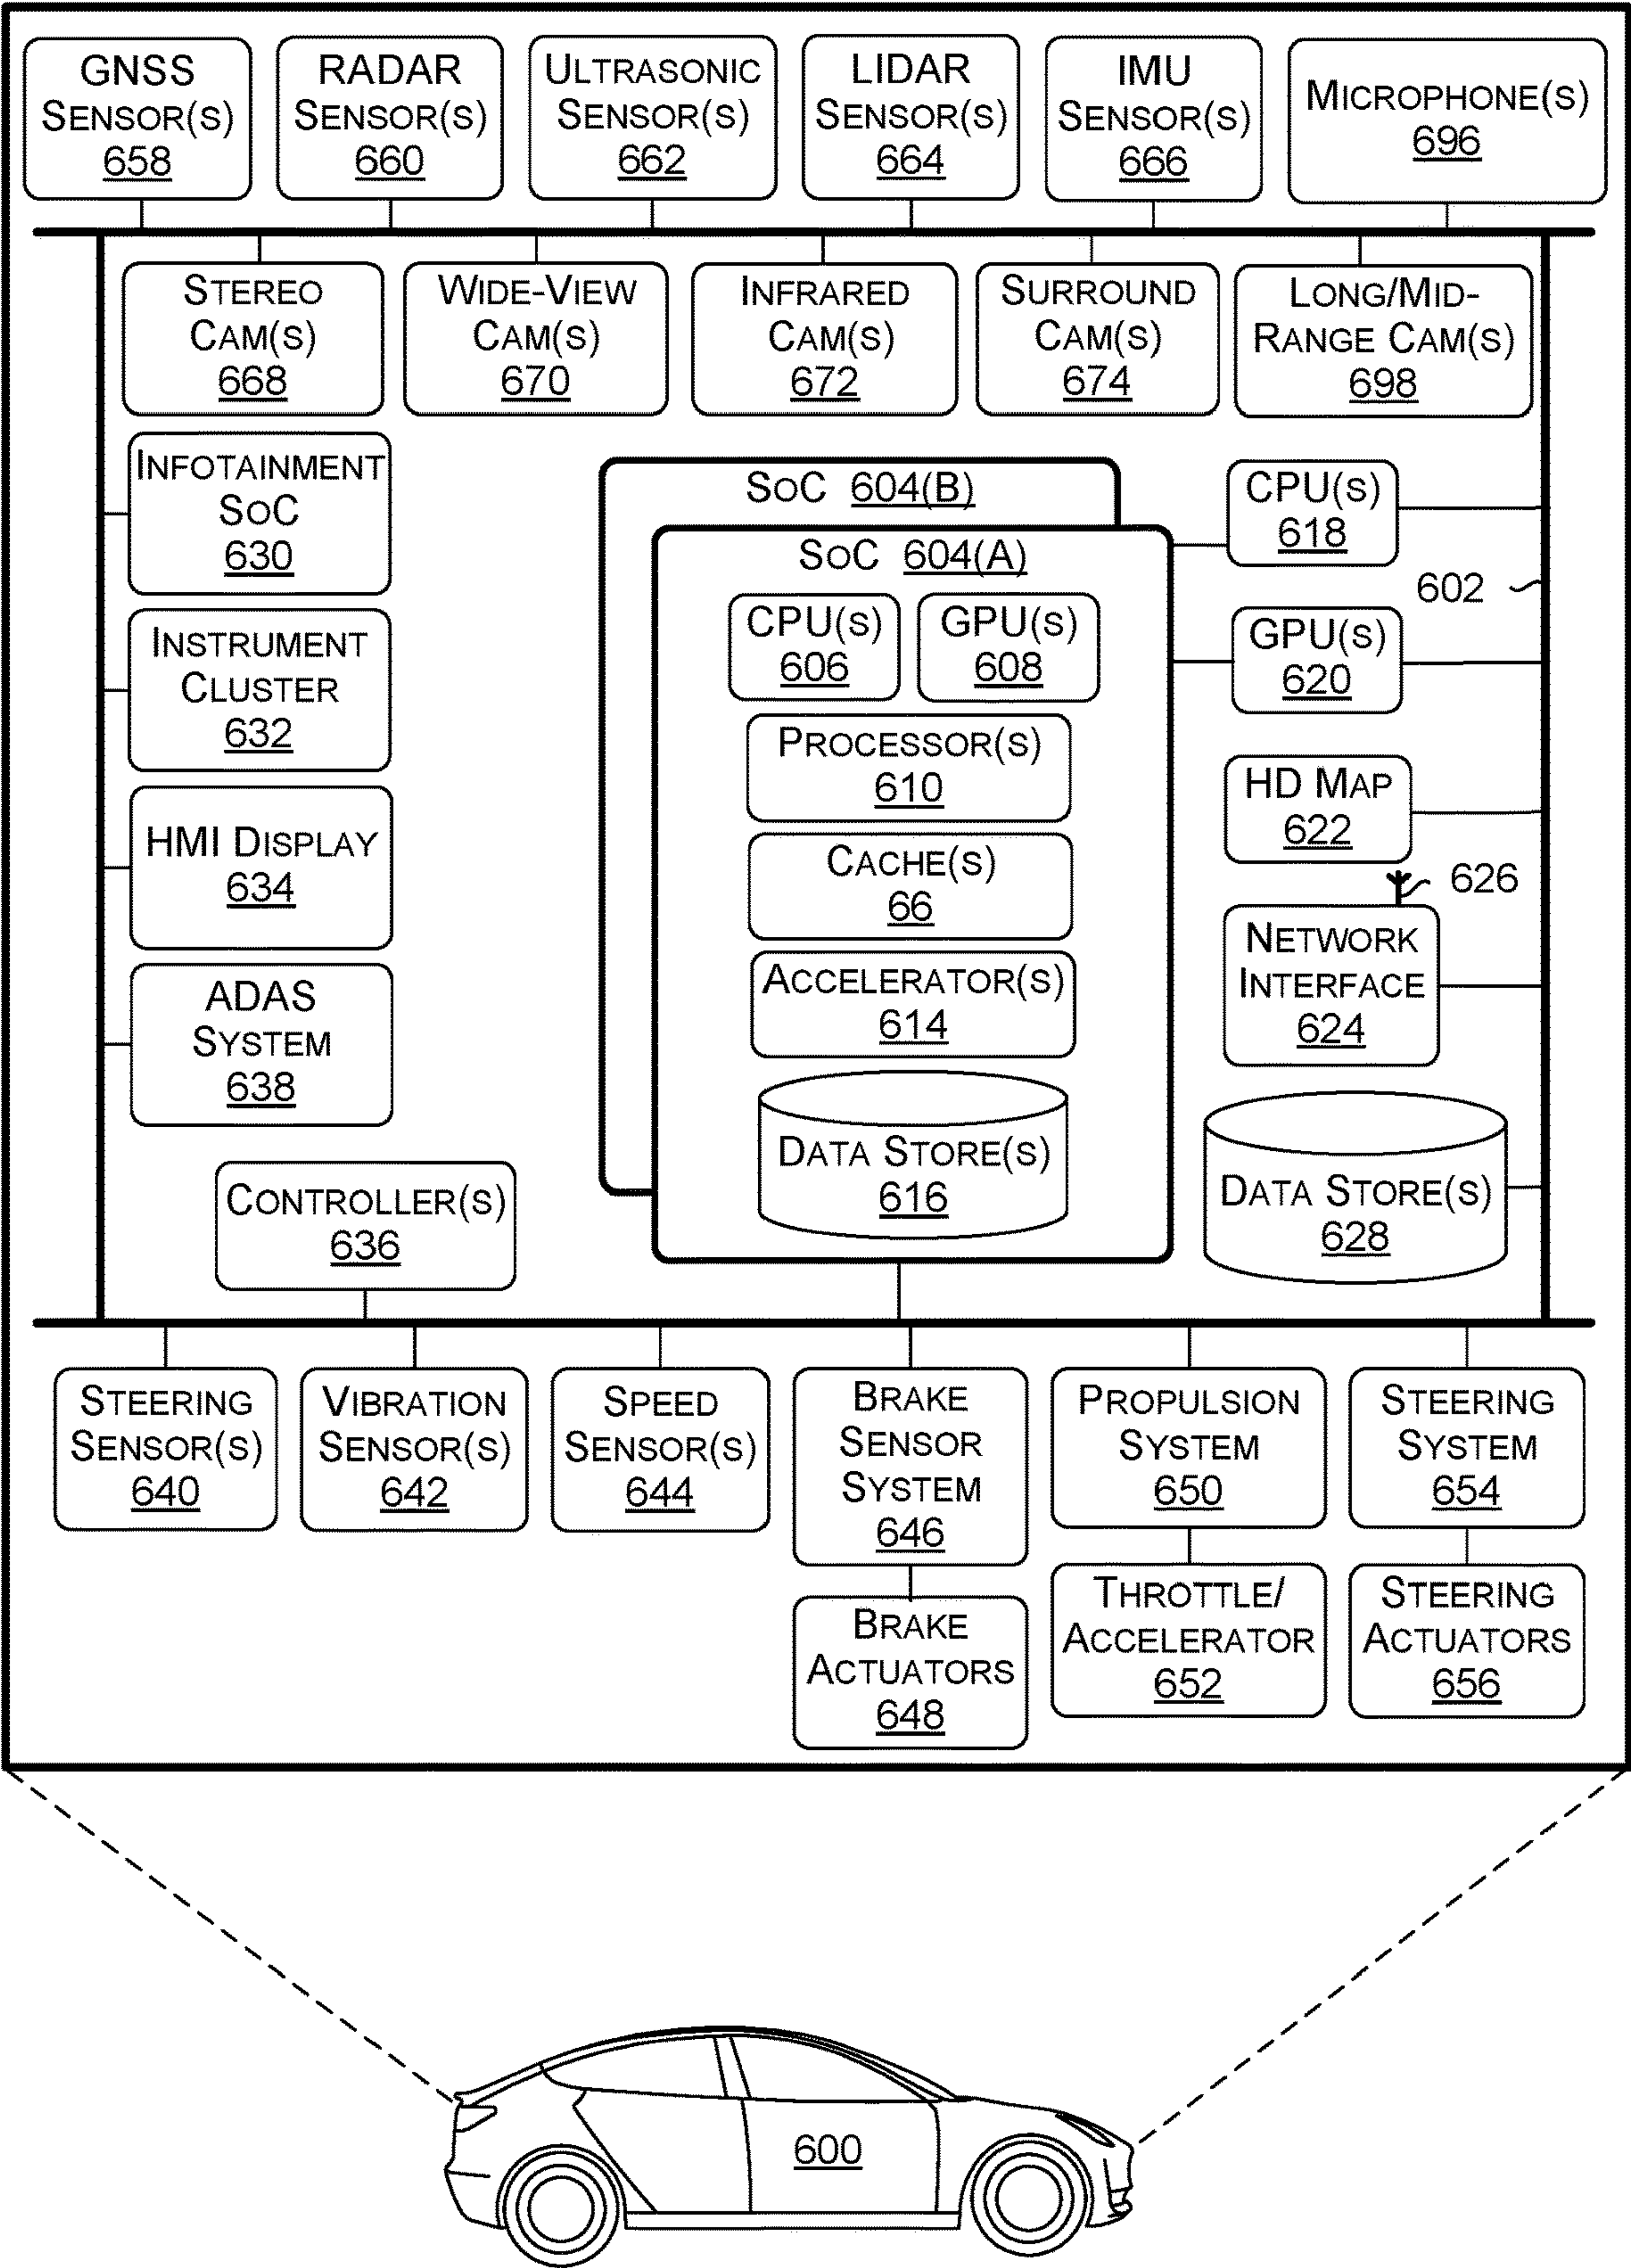 GNSS
SENSOR(S)
658
RADAR
SENSOR(S)
660
ULTRASONIC
SENSOR(S)
662
LIDAR
SENSOR(S)
664
IMU
SENSOR(S)
666
MICROPHONE(S)
696
STEREO
CAM(S)
668
WIDE-VIEW
CAM(S)
670
INFRARED
CAM(S)
672
SURROUND
CAM(S)
674
LONG/MID-
RANGE CAM(S)
698
INFOTAINMENT
SOC
630
INSTRUMENT
CLUSTER
632
HMI DISPLAY
634
ADAS
SYSTEM
638
CONTROLLER(S)
636
SOC 604(B)
SOC 604(A)
CPU(S)
606
GPU(S)
608
PROCESSOR(S)
610
CACHE(S)
66
ACCELERATOR(S)
614
DATA STORE(S)
616
CPU(S)
618
602
GPU(S)
620
HD MAP
622
626
NETWORK
INTERFACE
624
DATA STORE(S)
628
STEERING
SENSOR(S)
640
VIBRATION
SENSOR(S)
642
SPEED
SENSOR(S)
644
BRAKE
SENSOR
SYSTEM
646
PROPULSION
SYSTEM
650
STEERING
SYSTEM
654
BRAKE
ACTUATORS
648
THROTTLE/
ACCELERATOR
652
STEERING
ACTUATORS
656
600